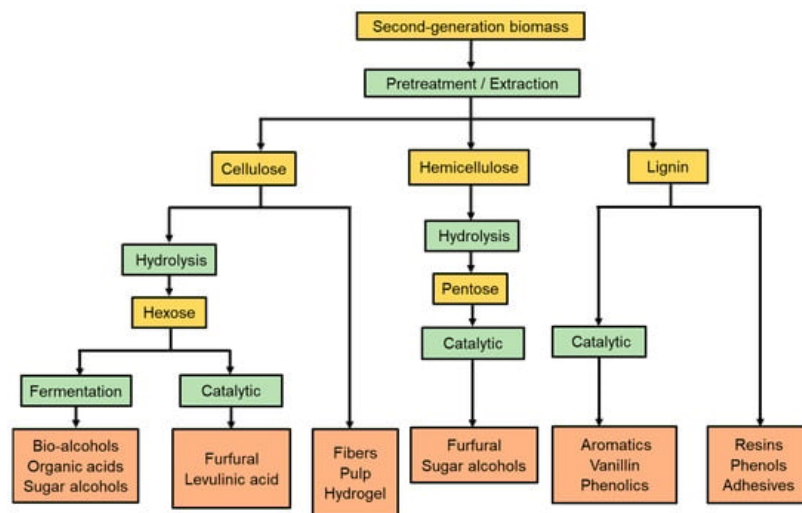 Second-generation biomass
Pretreatment / Extraction
Cellulose
Hemicellulose
Lignin
Hydrolysis
Hydrolysis
Hexose
Pentose
Catalytic
Catalytic
Fermentation
Catalytic
Bio-alcohols
Organic acids
Sugar alcohols
Furfural
Levulinic acid
Fibers
Pulp
Hydrogel
Furfural
Sugar alcohols
Aromatics
Vanillin
Phenolics
Resins
Phenols
Adhesives